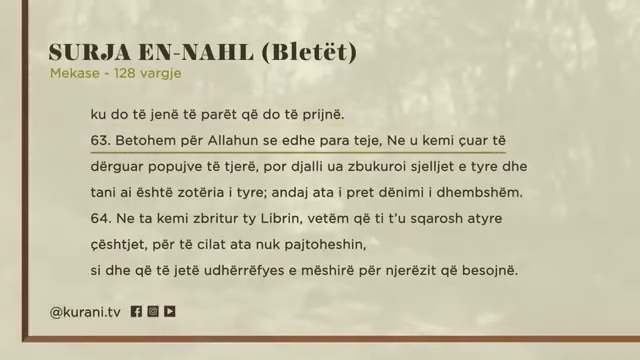 SURJA EN-NAHL (Bletët)
Mekase - 128 vargje
ku do të jenë të parët që do të prijnë.
63. Betohem për Allahun se edhe para teje, Ne u kemi çuar të
dërguar popujve të tjerë, por djalli ua zbukuroi sjelljet e tyre dhe
tani ai është zotëria i tyre; andaj ata i pret dënimi i dhembshëm.
64. Ne ta kemi zbritur ty Librin, vetëm që ti t'u sqarosh atyre
çështjet, për të cilat ata nuk pajtoheshin,
si dhe që të jetë udhërrëfyes e mëshirë për njerëzit që besojnë.
@kurani.tv